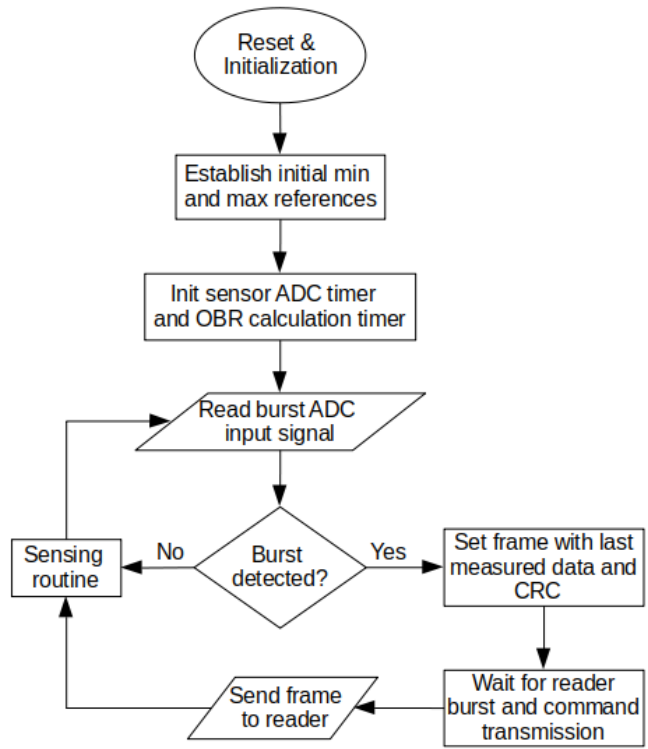 Reset &
Initialization
Establish initial min
and max references
Init sensor ADC timer
and OBR calculation timer
Read burst ADC
input signal
Burst
detected?
No
Yes
Sensing
routine
Set frame with last
measured data and
CRC
Wait for reader
burst and command
transmission
Send frame
to reader